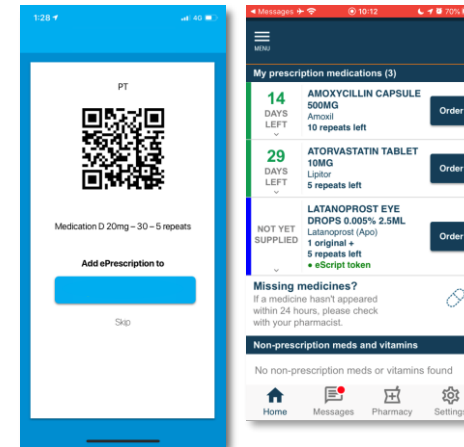 1:28
4G
PT
Medication D 20mg – 30 – 5 repeats
Add ePrescription to
Skip
Messages
10:12
70%
MENU
My prescription medications (3)
14
DAYS
LEFT
AMOXYCILLIN CAPSULE
500MG
Amoxil
10 repeats left
Order
29
DAYS
LEFT
ATORVASTATIN TABLET
10MG
Lipitor
5 repeats left
Order
NOT YET
SUPPLIED
LATANOPROST EYE
DROPS 0.005% 2.5ML
Latanoprost (Apo)
1 original +
5 repeats left
• eScript token
Order
Missing medicines?
If a medicine hasn't appeared
within 24 hours, please check
with your pharmacist.
Non-prescription meds and vitamins
No non-prescription meds or vitamins found
Home Messages Pharmacy Settings